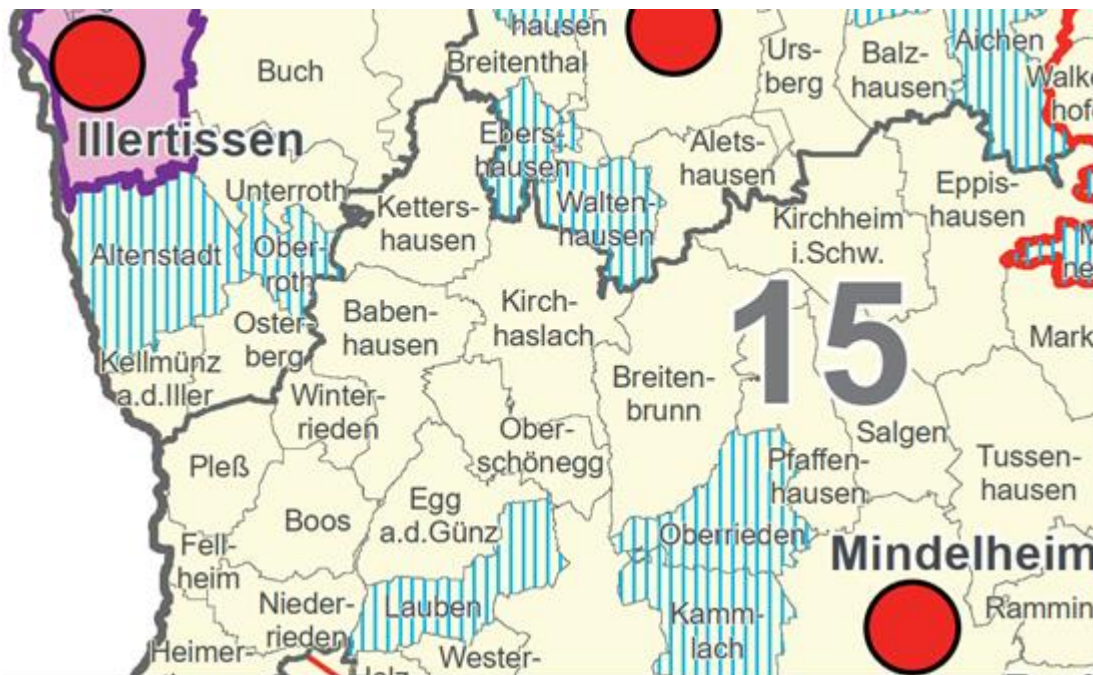 hausen
Breitenthal
Buch
Urs-
berg
Balz-
hausen
Aichen
Illertissen
Ebers-
hausen
Alets-
hausen
Unterroth
Ketters-
hausen
Walten-
hausen
Kirchheim
i.Schw.
Eppis-
hausen
Altenstadt
Ober-
roth
Baben-
hausen
Kirch-
haslach
15
Oster-
berg
Mark
Kellmünz
a.d.Iller
Winter-
rieden
Breiten-
brunn
Ober-
schönegg
Salgen
Pleß
Pfaffen-
hausen
Tussen-
hausen
Egg
a.d.Günz
Boos
Oberrieden
Mindelheim
Fell-
heim
Nieder-
rieden
Lauben
Kamm-
lach
Rammin
Heimer-
Wester-